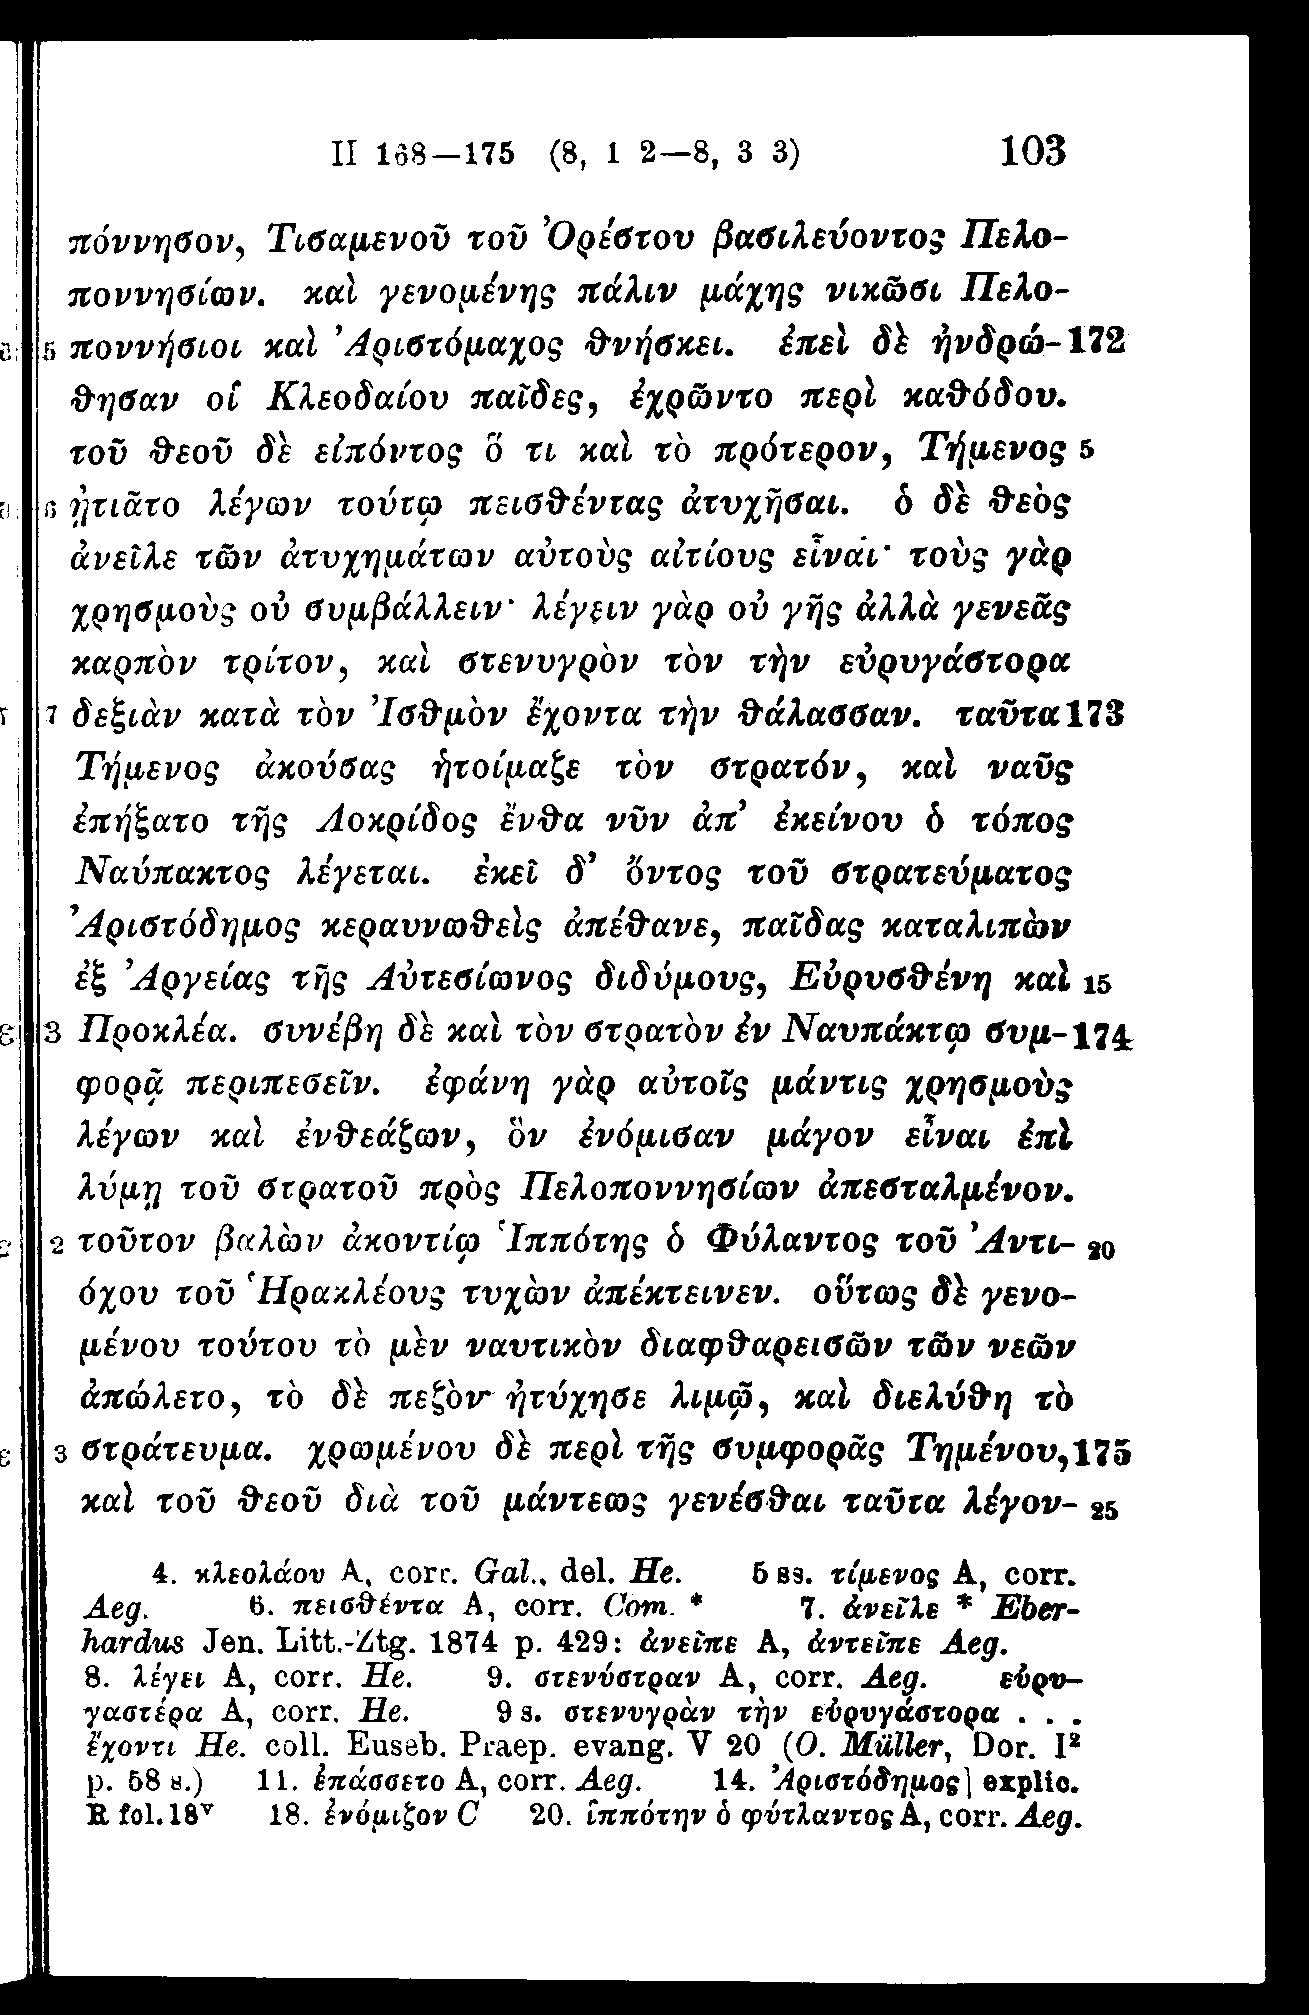 II 168—175 (8, 1 2—8, 3 3) 103
πόννησον, Τισαμενοῦ τοῦ Ὀρέστου βασιλεύοντος Πελο-
ποννησίων. καὶ γενομένης πάλιν μάχης νικῶσι Πελο-
5 ποννήσιοι καὶ Ἀριστόμαχος θνήσκει. ἐπεὶ δὲ ἠνδρώ- 172
θησαν οἱ Κλεοδαίου παῖδες, ἐχρῶντο περὶ καθόδου.
τοῦ θεοῦ δὲ εἰπόντος ὅ τι καὶ τὸ πρότερον, Τήμενος 5
6 ᾐτιᾶτο λέγων τούτῳ πεισθέντας ἀτυχῆσαι. ὁ δὲ θεὸς
ἀνεῖλε τῶν ἀτυχημάτων αὐτοὺς αἰτίους εἶναι· τοὺς γὰρ
χρησμοὺς οὐ συμβάλλειν· λέγειν γὰρ οὐ γῆς ἀλλὰ γενεᾶς
καρπὸν τρίτον, καὶ στενυγρὸν τὸν τὴν εὐρυγάστορα
7 δεξιὰν κατὰ τὸν Ἰσθμὸν ἔχοντα τὴν θάλασσαν. ταῦτα 173
Τήμενος ἀκούσας ἡτοίμαζε τὸν στρατόν, καὶ ναῦς
ἐπήξατο τῆς Λοκρίδος ἔνθα νῦν ἀπ’ ἐκείνου ὁ τόπος
Ναύπακτος λέγεται. ἐκεῖ δ’ ὄντος τοῦ στρατεύματος
Ἀριστόδημος κεραυνωθεὶς ἀπέθανε, παῖδας καταλιπὼν
ἐξ Ἀργείας τῆς Αὐτεσίωνος διδύμους, Εὐρυσθένη καὶ 15
3 Προκλέα. συνέβη δὲ καὶ τὸν στρατὸν ἐν Ναυπάκτῳ συμ- 174
φορᾷ περιπεσεῖν. ἐφάνη γὰρ αὐτοῖς μάντις χρησμοὺς
λέγων καὶ ἐνθεάζων, ὃν ἐνόμισαν μάγον εἶναι ἐπὶ
λύμῃ τοῦ στρατοῦ πρὸς Πελοποννησίων ἀπεσταλμένον.
2 τοῦτον βαλὼν ἀκοντίῳ Ἱππότης ὁ Φύλαντος τοῦ Ἀντι- 20
όχου τοῦ Ἡρακλέους τυχὼν ἀπέκτεινεν. οὕτως δὲ γενο-
μένου τούτου τὸ μὲν ναυτικὸν διαφθαρεισῶν τῶν νεῶν
ἀπώλετο, τὸ δὲ πεζὸν ἠτύχησε λιμῷ, καὶ διελύθη τὸ
3 στράτευμα. χρωμένου δὲ περὶ τῆς συμφορᾶς Τημένου, 175
καὶ τοῦ θεοῦ διὰ τοῦ μάντεως γενέσθαι ταῦτα λέγον- 25
4. κλεολάου A, corr. Gal., del. He. 5 ss. τίμενος A, corr.
Aeg. 6. πεισθέντα A, corr. Com. * 7. ἀνεῖλε * Eber-
hardus Jen. Litt.-Ztg. 1874 p. 429: ἀνεῖπε A, ἀντεῖπε Aeg.
8. λέγει A, corr. He. 9. στενύστραν A, corr. Aeg. εὐρυ-
γαστέρα A, corr. He. 9 s. στενυγρὰν τὴν εὐρυγάστορα . . .
ἔχοντι He. coll. Euseb. Praep. evang. V 20 (O. Müller, Dor. I²
p. 58 s.) 11. ἐπάσσετο A, corr. Aeg. 14. Ἀριστόδημος] explic.
R fol. 18ᵛ 18. ἐνόμιζον C 20. ἱππότην ὁ φύτλαντος A, corr. Aeg.